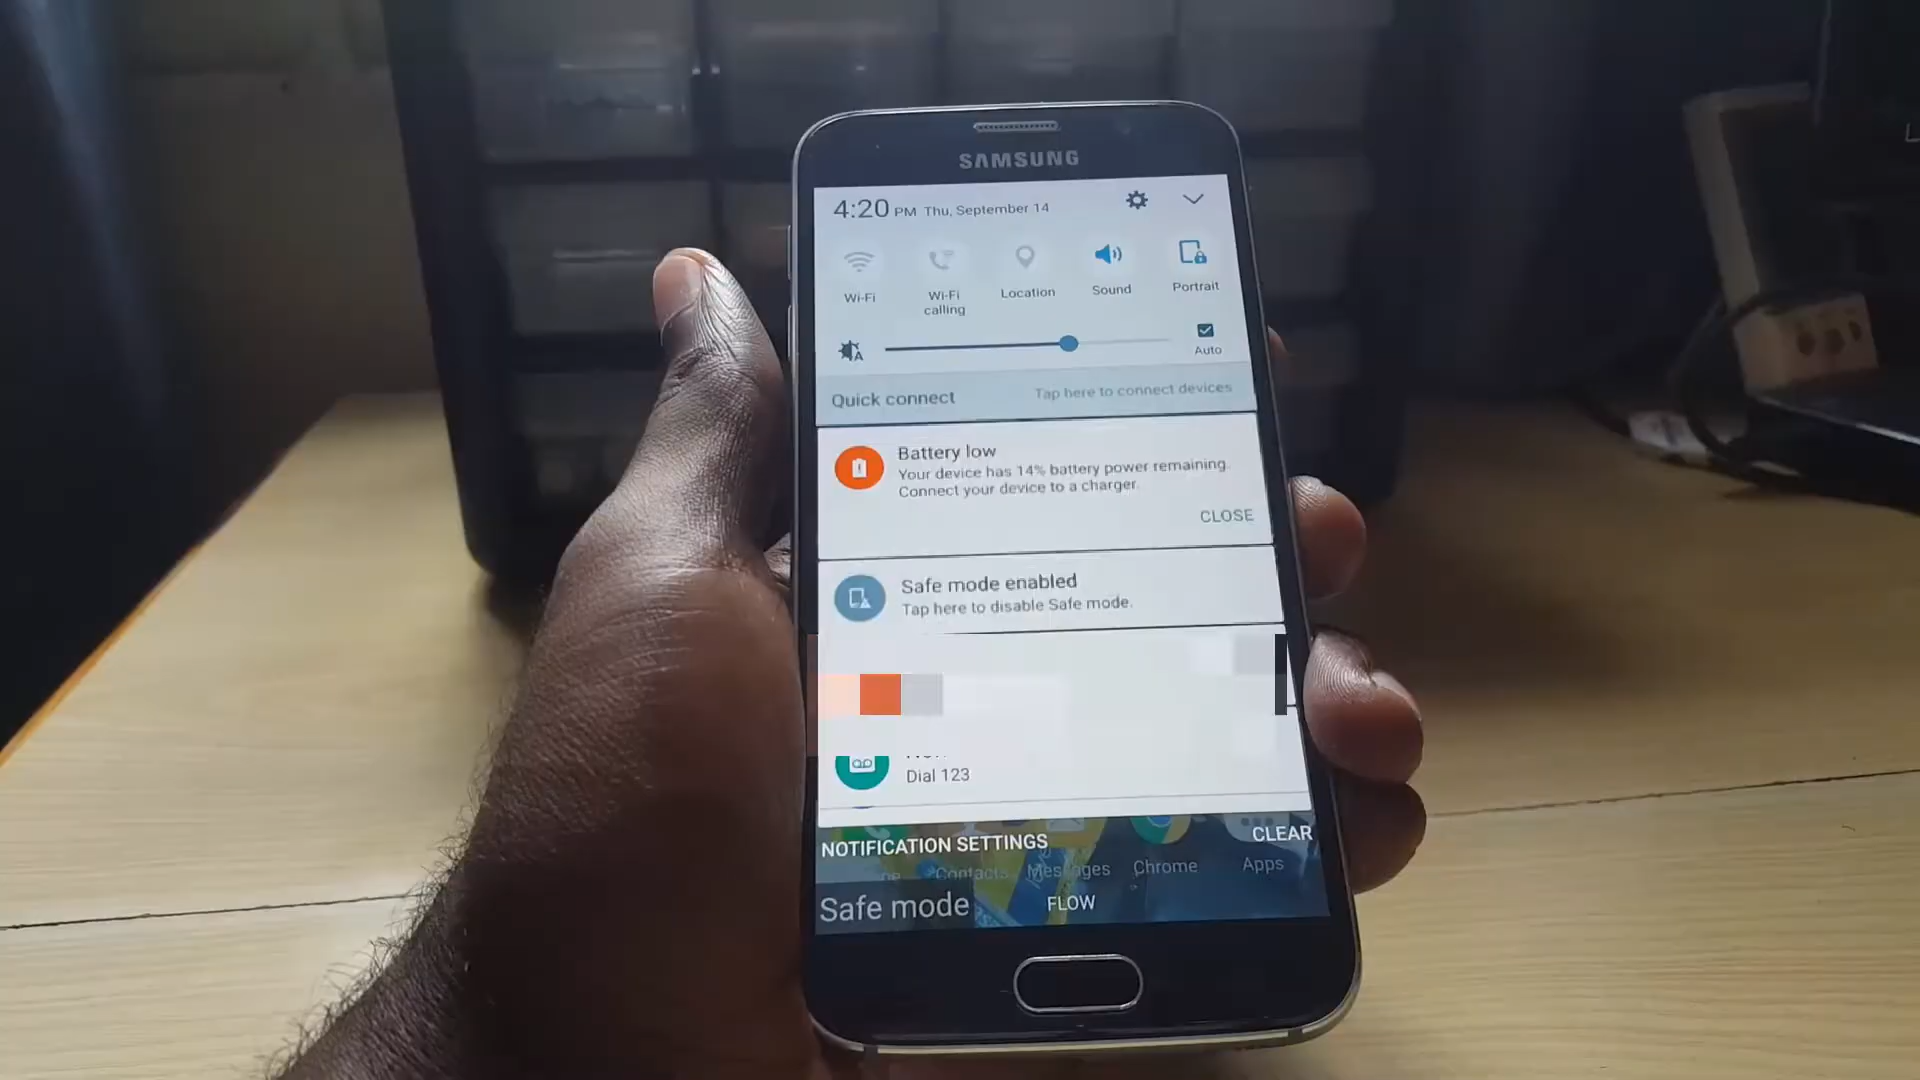 SAMSUNG
4:20 PM Thu, September 14
Wi-Fi
Wi-Fi calling
Location
Sound
Portrait
A
Auto
Quick connect
Tap here to connect devices
Battery low
Your device has 14% battery power remaining.
Connect your device to a charger.
CLOSE
Safe mode enabled
Tap here to disable Safe mode.
Dial 123
NOTIFICATION SETTINGS
CLEAR
Contacts
Messages
Chrome
Apps
Safe mode
FLOW